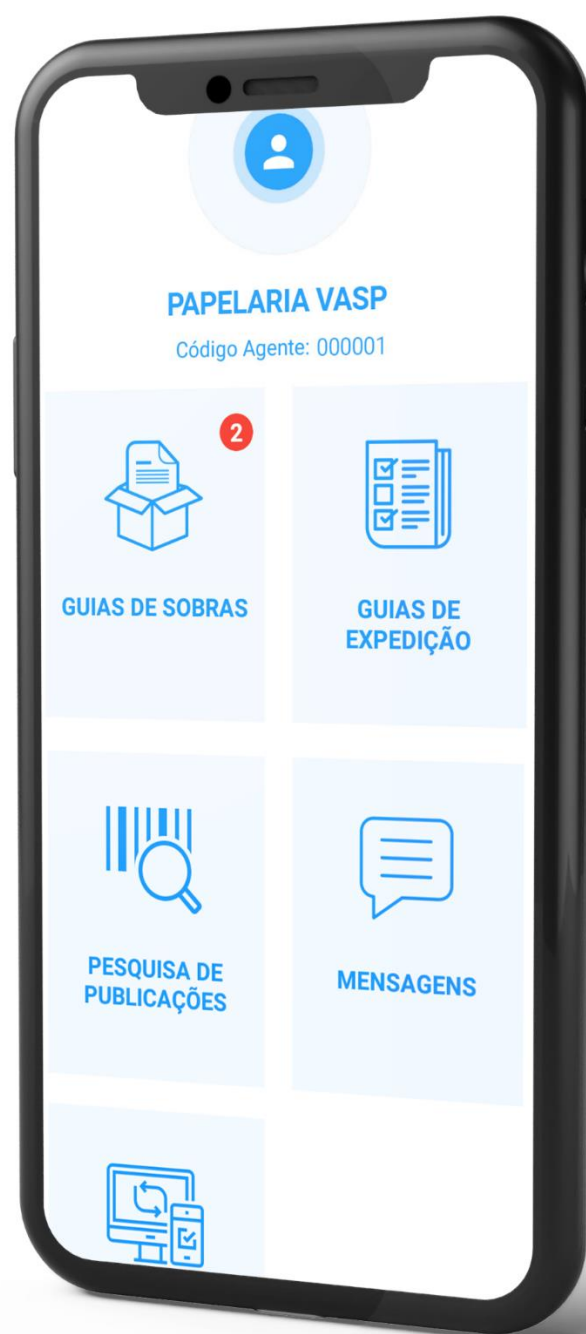 PAPELARIA VASP
Código Agente: 000001
2
GUIAS DE SOBRAS
GUIAS DE
EXPEDIÇÃO
PESQUISA DE
PUBLICAÇÕES
MENSAGENS